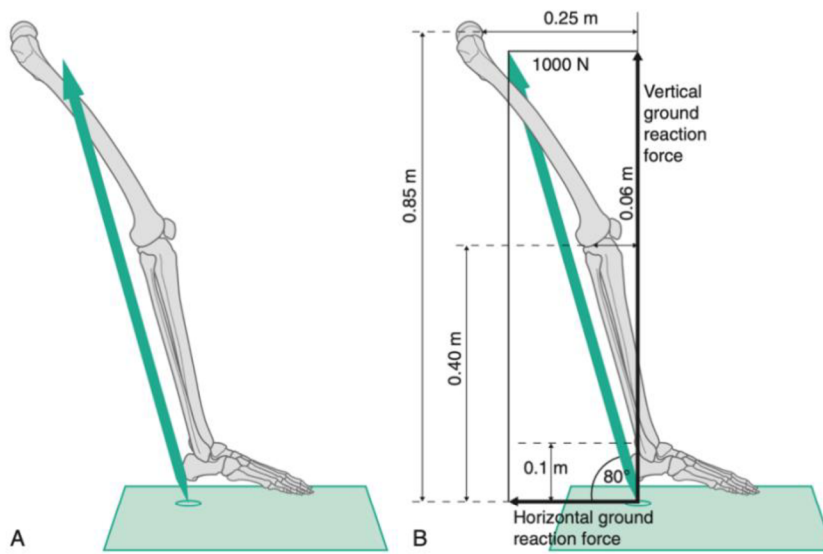 0.25 m
1000 N
Vertical
ground
reaction
force
0.85 m
0.06 m
0.40 m
0.1 m
80°
A
B
Horizontal ground
reaction force